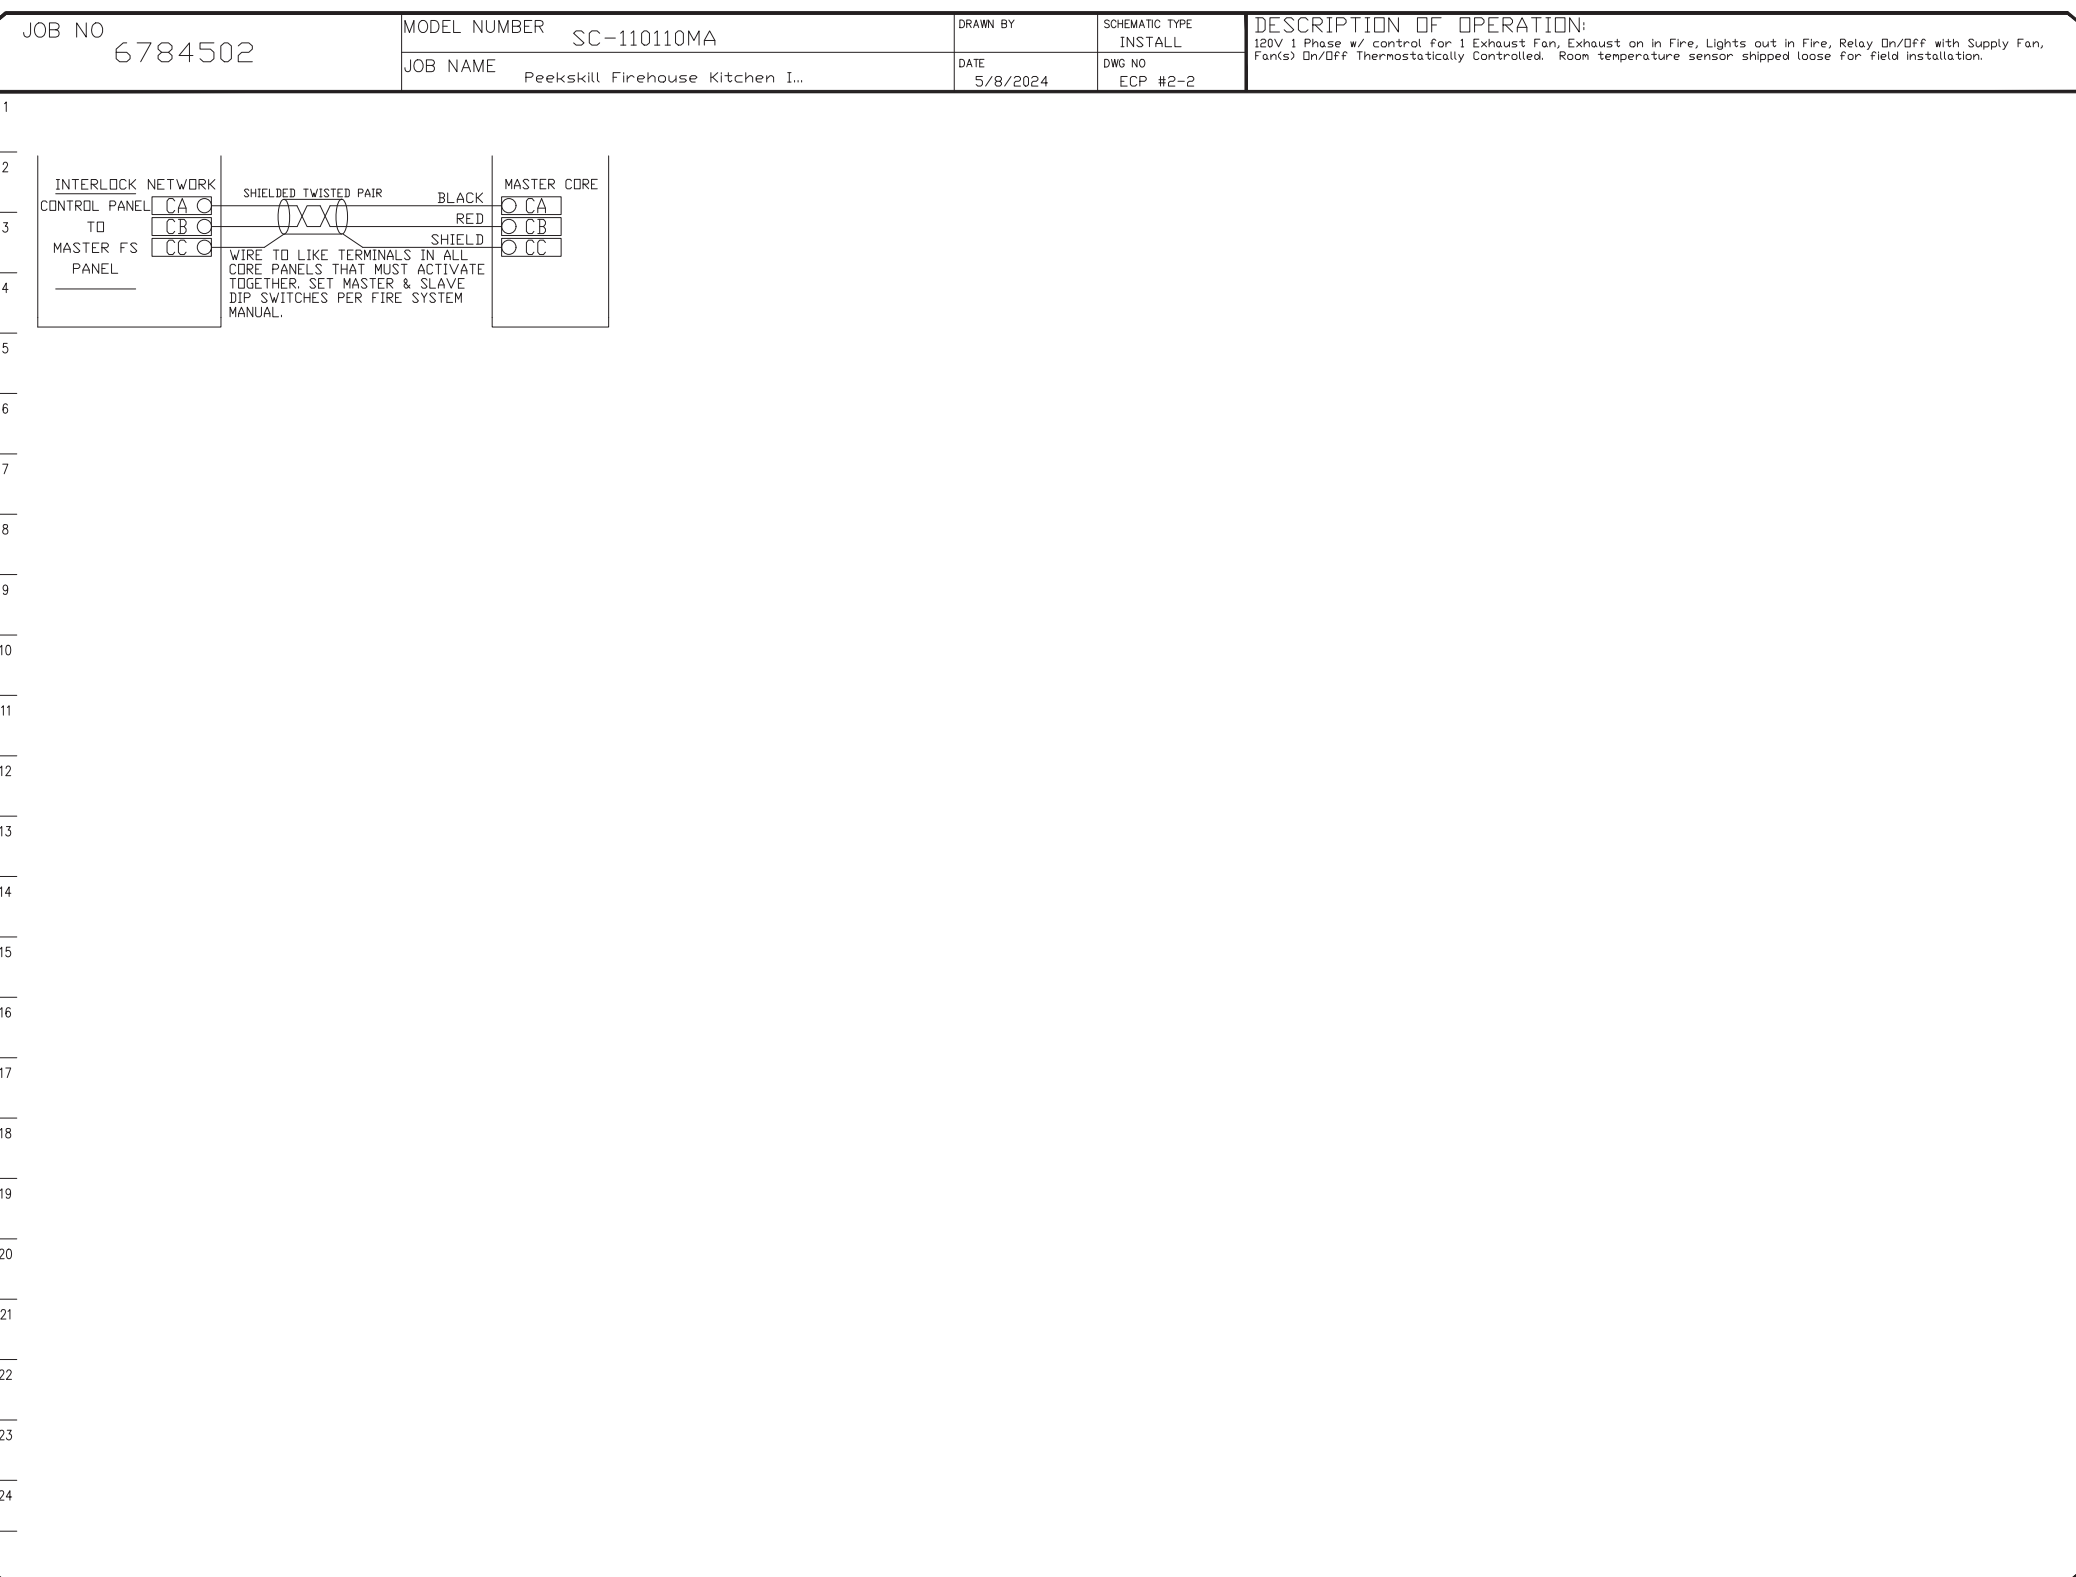 JOB NO
6784502
MODEL NUMBER
SC-110110MA
JOB NAME
Peekskill Firehouse Kitchen I...
DRAWN BY
DATE
5/8/2024
SCHEMATIC TYPE
INSTALL
DWG NO
ECP #2-2
DESCRIPTION OF OPERATION:
120V 1 Phase w/ control for 1 Exhaust Fan, Exhaust on in Fire, Lights out in Fire, Relay On/Off with Supply Fan,
Fan(s) On/Off Thermostatically Controlled. Room temperature sensor shipped loose for field installation.
1
2
INTERLOCK NETWORK
CONTROL PANEL
TO
MASTER FS
PANEL
CA
CB
CC
SHIELDED TWISTED PAIR
BLACK
RED
SHIELD
WIRE TO LIKE TERMINALS IN ALL
CORE PANELS THAT MUST ACTIVATE
TOGETHER. SET MASTER & SLAVE
DIP SWITCHES PER FIRE SYSTEM
MANUAL.
MASTER CORE
CA
CB
CC
3
4
5
6
7
8
9
10
11
12
13
14
15
16
17
18
19
20
21
22
23
24